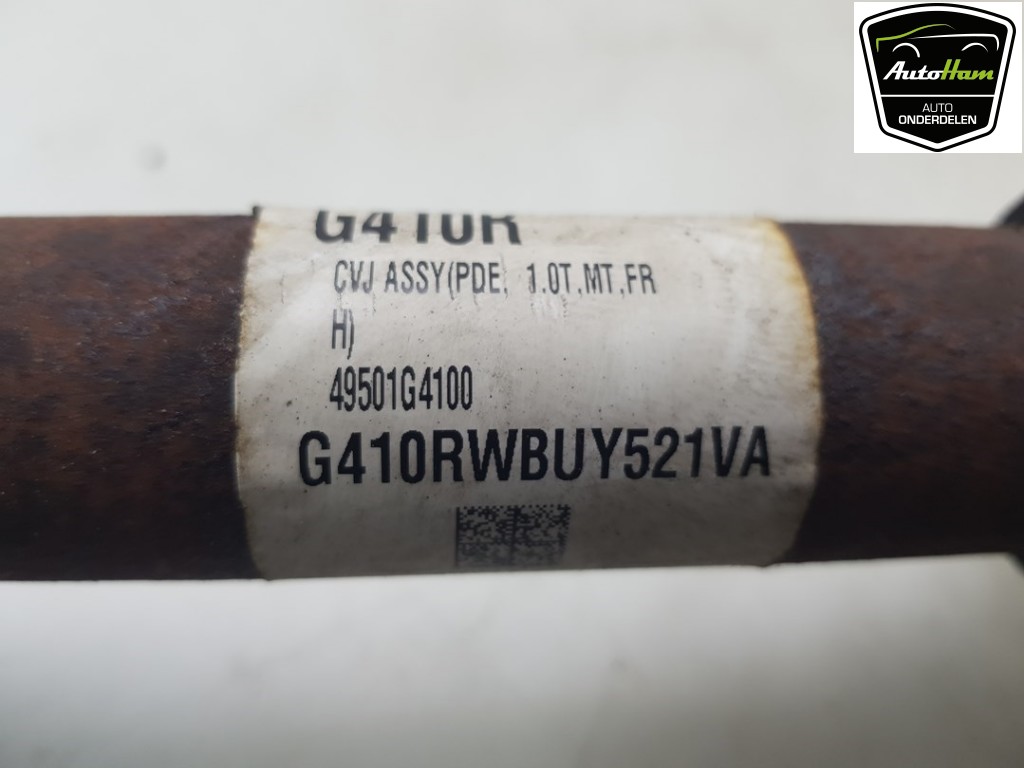 AutoHam
AUTO
ONDERDELEN
G410R
CVJ ASSY(PDE, 1.0T,MT,FR
H)
49501G4100
G410RWBUY521VA